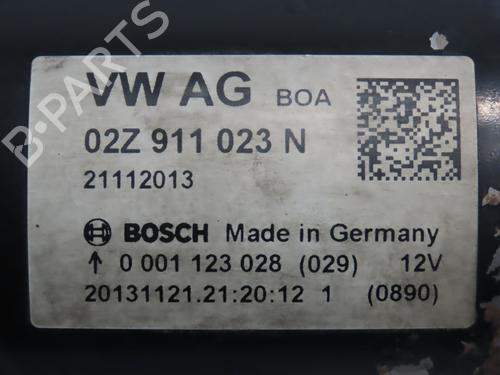 VW AG BOA
02Z 911 023 N
21112013
BOSCH Made in Germany
↑ 0 001 123 028 (029) 12V
20131121.21:20:12 1 (0890)
B-PARTS